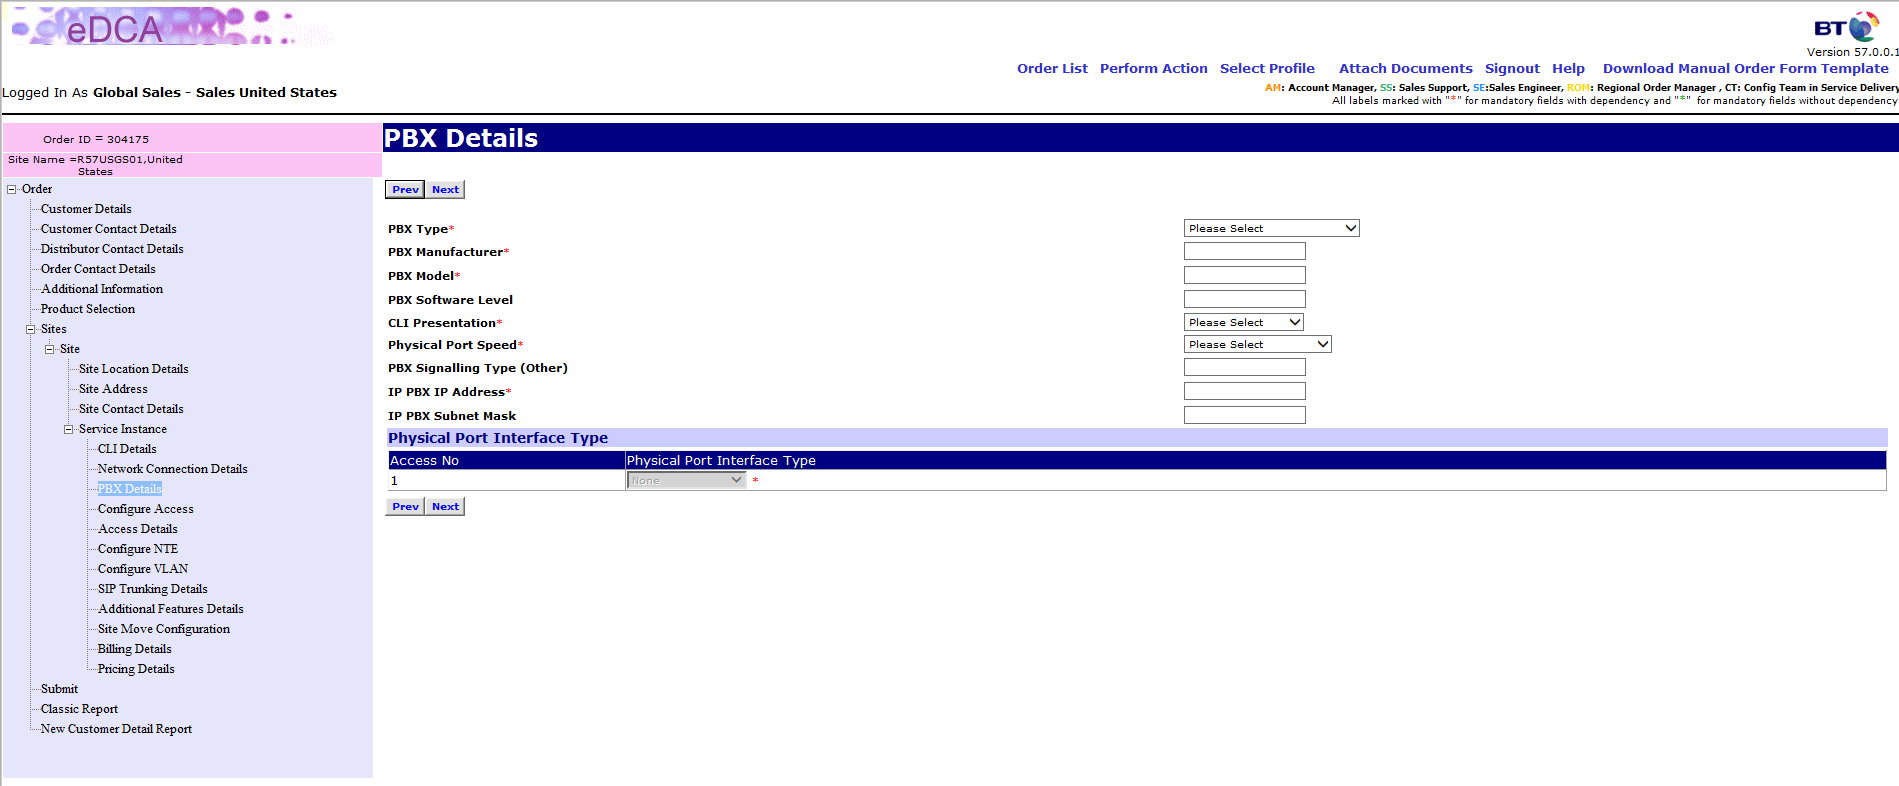 eDCA
BT
Version 57.0.0.1
Order List Perform Action Select Profile Attach Documents Signout Help Download Manual Order Form Template
Logged In As Global Sales - Sales United States
AM: Account Manager, SS: Sales Support, SE:Sales Engineer, ROM: Regional Order Manager , CT: Config Team in Service Delivery
All labels marked with "*" for mandatory fields with dependency and "*" for mandatory fields without dependency
Order ID = 304175
Site Name =R57USGS01,United
States
Order
Customer Details
Customer Contact Details
Distributor Contact Details
Order Contact Details
Additional Information
Product Selection
Sites
Site
Site Location Details
Site Address
Site Contact Details
Service Instance
CLI Details
Network Connection Details
PBX Details
Configure Access
Access Details
Configure NTE
Configure VLAN
SIP Trunking Details
Additional Features Details
Site Move Configuration
Billing Details
Pricing Details
Submit
Classic Report
New Customer Detail Report
PBX Details
Prev Next
PBX Type* Please Select
PBX Manufacturer*
PBX Model*
PBX Software Level
CLI Presentation* Please Select
Physical Port Speed* Please Select
PBX Signalling Type (Other)
IP PBX IP Address*
IP PBX Subnet Mask
Physical Port Interface Type
Access No Physical Port Interface Type
1 None *
Prev Next